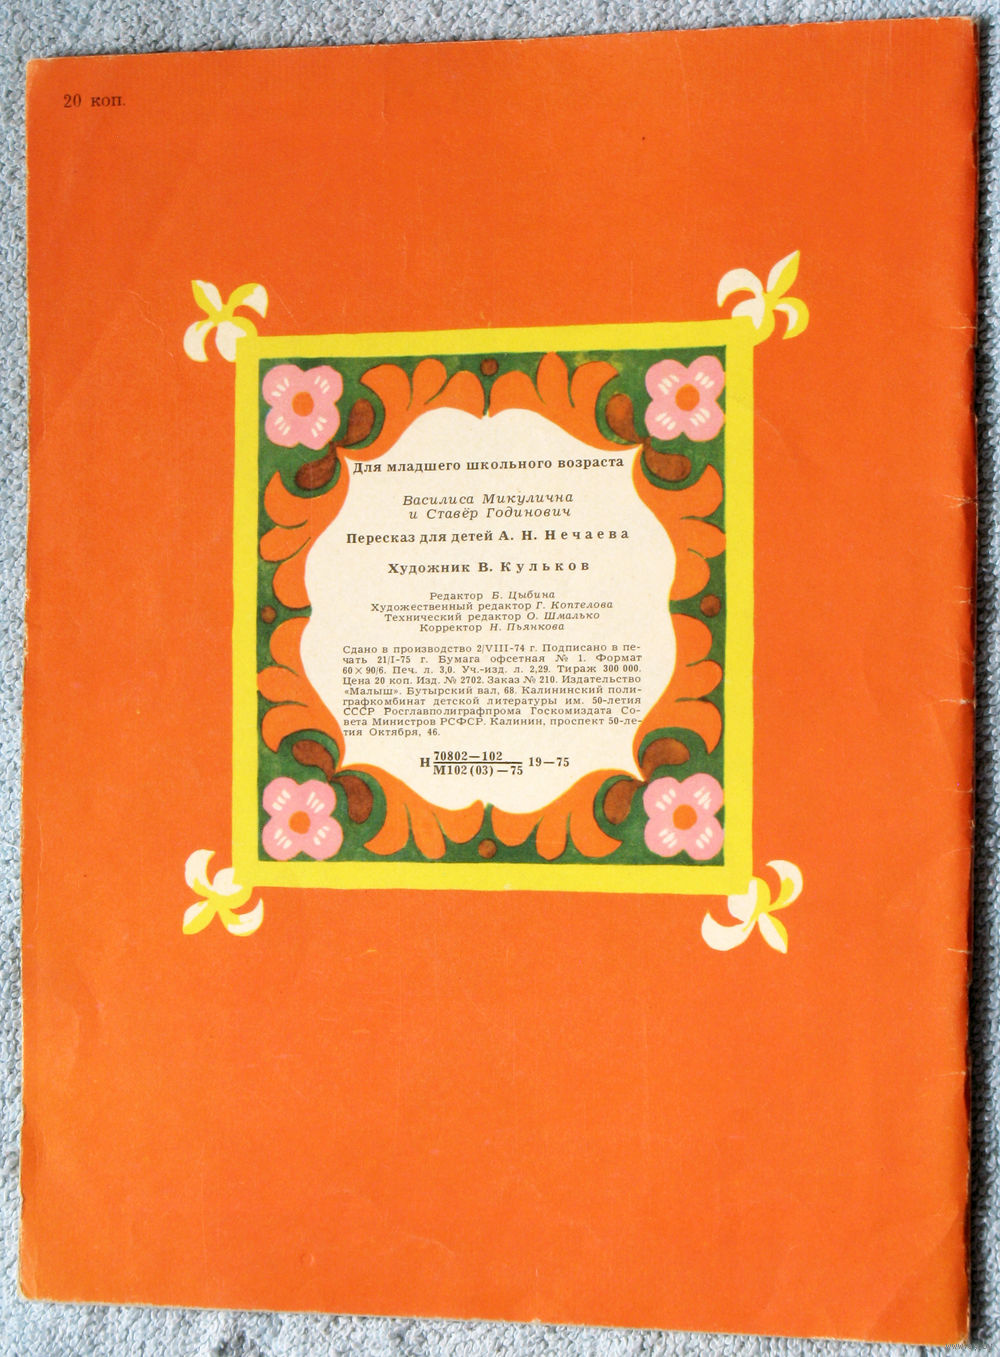 20 коп.
Для младшего школьного возраста
Василиса Микулична
и Ставёр Годинович
Пересказ для детей А. Н. Нечаева
Художник В. Кульков
Редактор Б. Цыбина
Художественный редактор Г. Коптелова
Технический редактор О. Шмалько
Корректор Н. Пьянкова
Сдано в производство 2/VIII-74 г. Подписано в пе-
чать 21/I-75 г. Бумага офсетная № 1. Формат
60×90/6. Печ. л. 3,0. Уч.-изд. л. 2,29. Тираж 300 000.
Цена 20 коп. Изд. № 2702. Заказ № 210. Издательство
«Малыш». Бутырский вал, 68. Калининский поли-
графкомбинат детской литературы им. 50-летия
СССР Росглавполиграфпрома Госкомиздата Со-
вета Министров РСФСР. Калинин, проспект 50-ле-
тия Октября, 46.
Н 70802—102 19—75
М102(03)—75